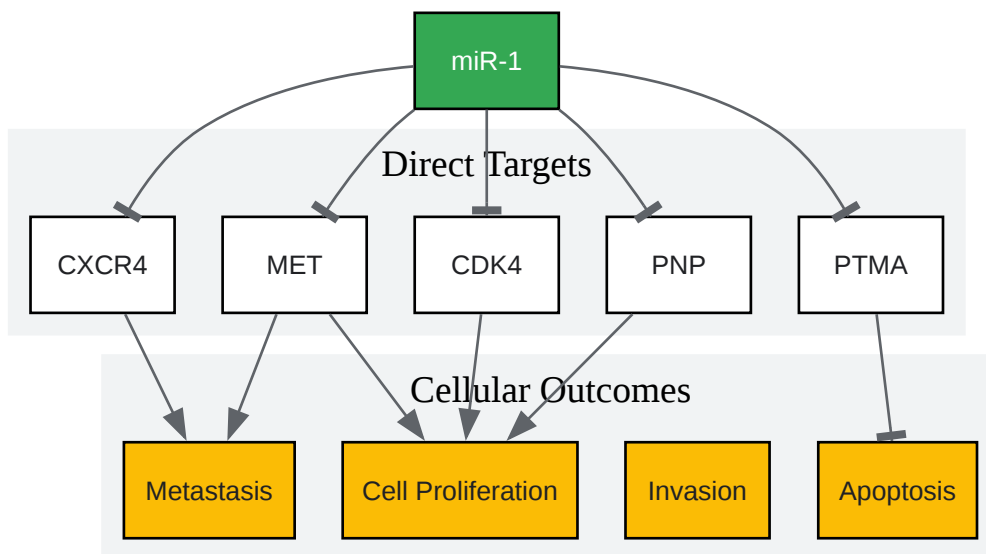 miR-1
Direct Targets
CXCR4
MET
CDK4
PNP
PTMA
Cellular Outcomes
Metastasis
Cell Proliferation
Invasion
Apoptosis